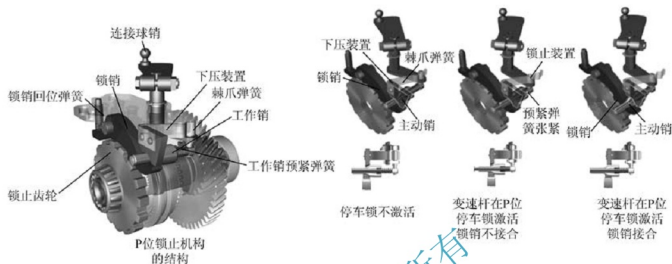 连接球销
下压装置
锁销
棘爪弹簧
锁销回位弹簧
工作销
工作销预紧弹簧
锁止齿轮
P位锁止机构
的结构
下压装置
棘爪弹簧
锁销
主动销
停车锁不激活
锁止装置
预紧弹
簧张紧
变速杆在P位
停车锁激活
锁销不接合
锁销
主动销
变速杆在P位
停车锁激活
锁销接合
所有